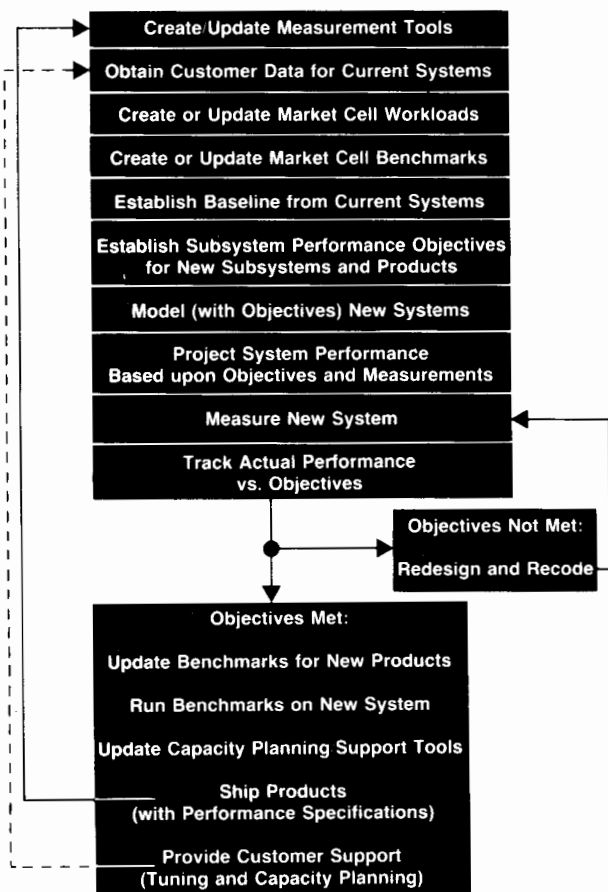 Create/Update Measurement Tools
Obtain Customer Data for Current Systems
Create or Update Market Cell Workloads
Create or Update Market Cell Benchmarks
Establish Baseline from Current Systems
Establish Subsystem Performance Objectives
for New Subsystems and Products
Model (with Objectives) New Systems
Project System Performance
Based upon Objectives and Measurements
Measure New System
Track Actual Performance
vs. Objectives
Objectives Not Met:
Redesign and Recode
Objectives Met:
Update Benchmarks for New Products
Run Benchmarks on New System
Update Capacity Planning Support Tools
Ship Products
(with Performance Specifications)
Provide Customer Support
(Tuning and Capacity Planning)